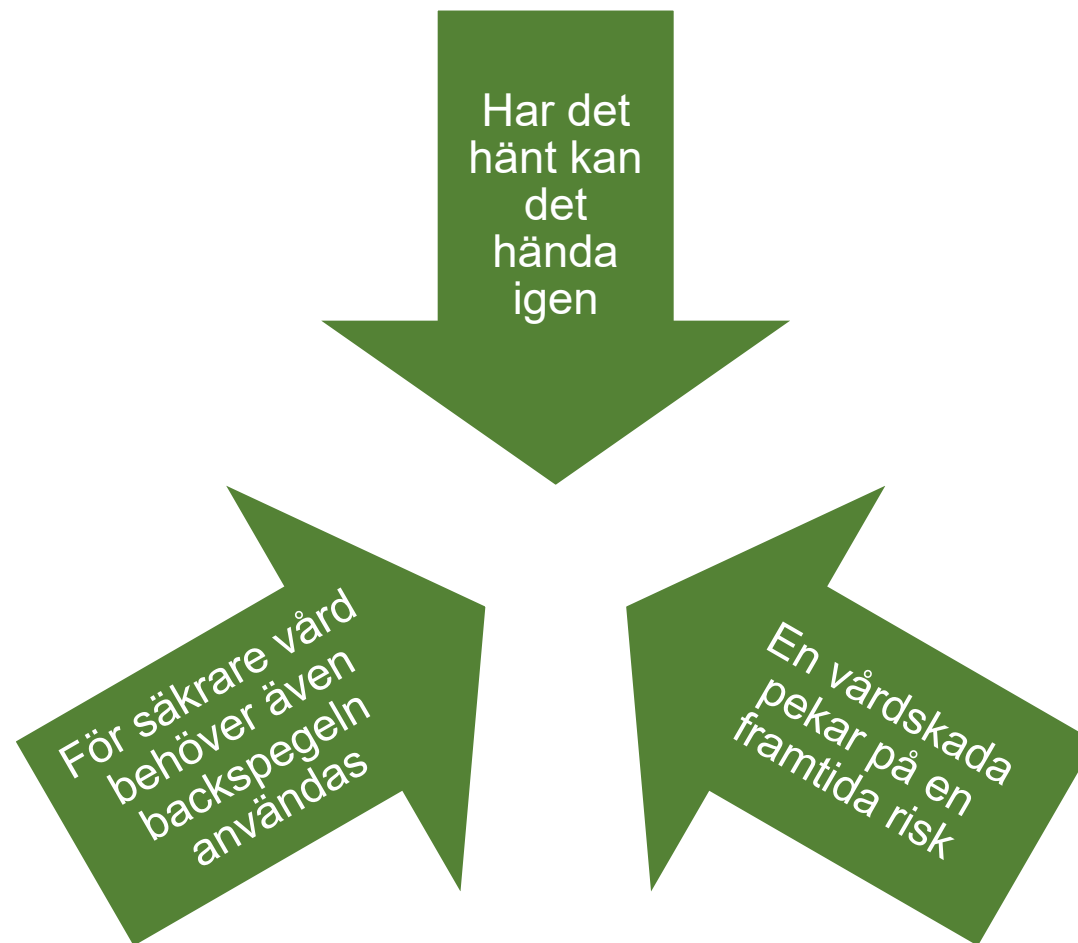 Har det
hänt kan
det
hända
igen
För säkrare vård
behöver även
backspegeln
användas
En vårdskada
pekar på en
framtida risk